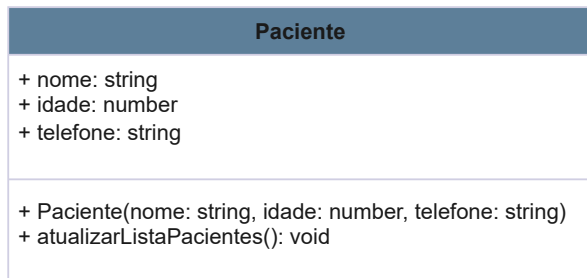 Paciente
+ nome: string
+ idade: number
+ telefone: string
+ Paciente(nome: string, idade: number, telefone: string)
+ atualizarListaPacientes(): void